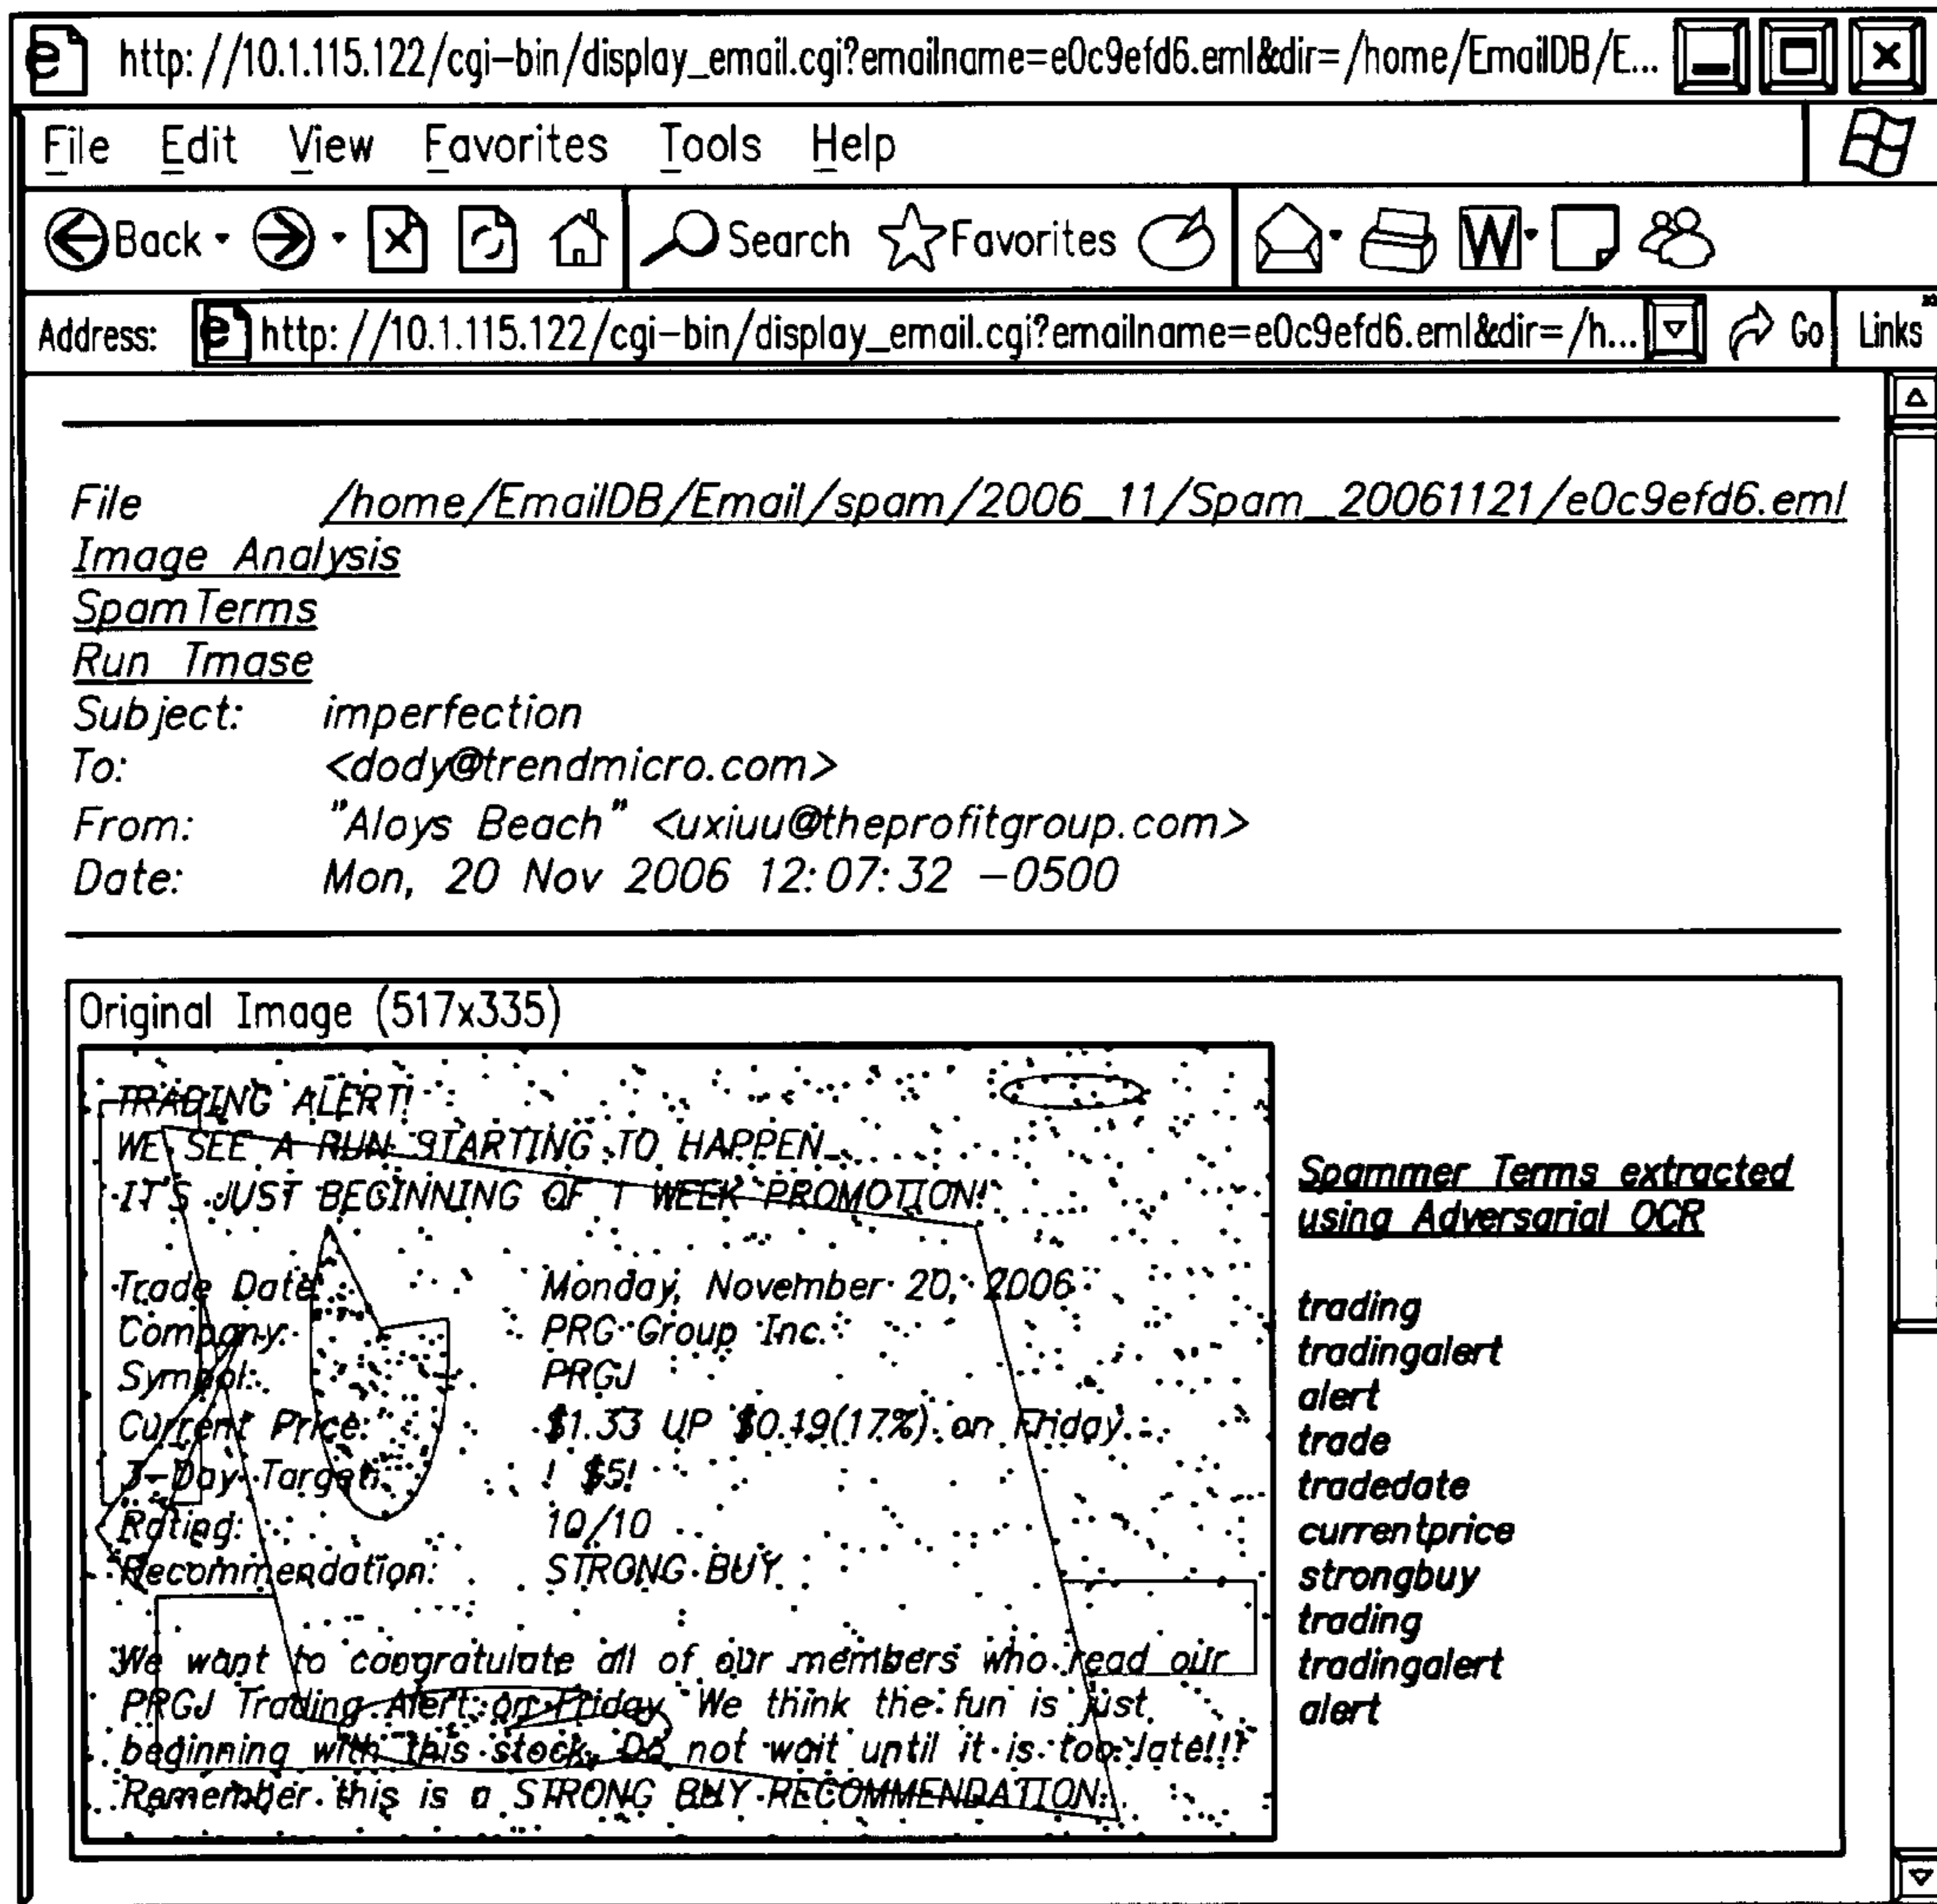 http://10.1.115.122/cgi-bin/display_email.cgi?emailname=e0c9efd6.eml&dir=/home/EmailDB/E...
File Edit View Favorites Tools Help
Back Search Favorites W
Address: http://10.1.115.122/cgi-bin/display_email.cgi?emailname=e0c9efd6.eml&dir=/h... Go Links »
File /home/EmailDB/Email/spam/2006_11/Spam_20061121/e0c9efd6.eml
Image Analysis
SpamTerms
Run Tmase
Subject: imperfection
To: <dody@trendmicro.com>
From: "Aloys Beach" <uxiuu@theprofitgroup.com>
Date: Mon, 20 Nov 2006 12:07:32 -0500
Original Image (517x335)
TRADING ALERT!
WE SEE A RUN STARTING TO HAPPEN
IT'S JUST BEGINNING OF 1 WEEK PROMOTION!
Trade Date: Monday, November 20, 2006
Company: PRG Group Inc.
Symbol: PRGJ
Current Price: $1.33 UP $0.19(17%) on Friday
3-Day Target: ! $5!
Rating: 10/10
Recommendation: STRONG BUY
We want to congratulate all of our members who read our
PRGJ Trading Alert on Friday We think the fun is just
beginning with this stock. Do not wait until it is too late!!!
Remember this is a STRONG BUY RECOMMENDATION.
Spammer Terms extracted
using Adversarial OCR
trading
tradingalert
alert
trade
tradedate
currentprice
strongbuy
trading
tradingalert
alert